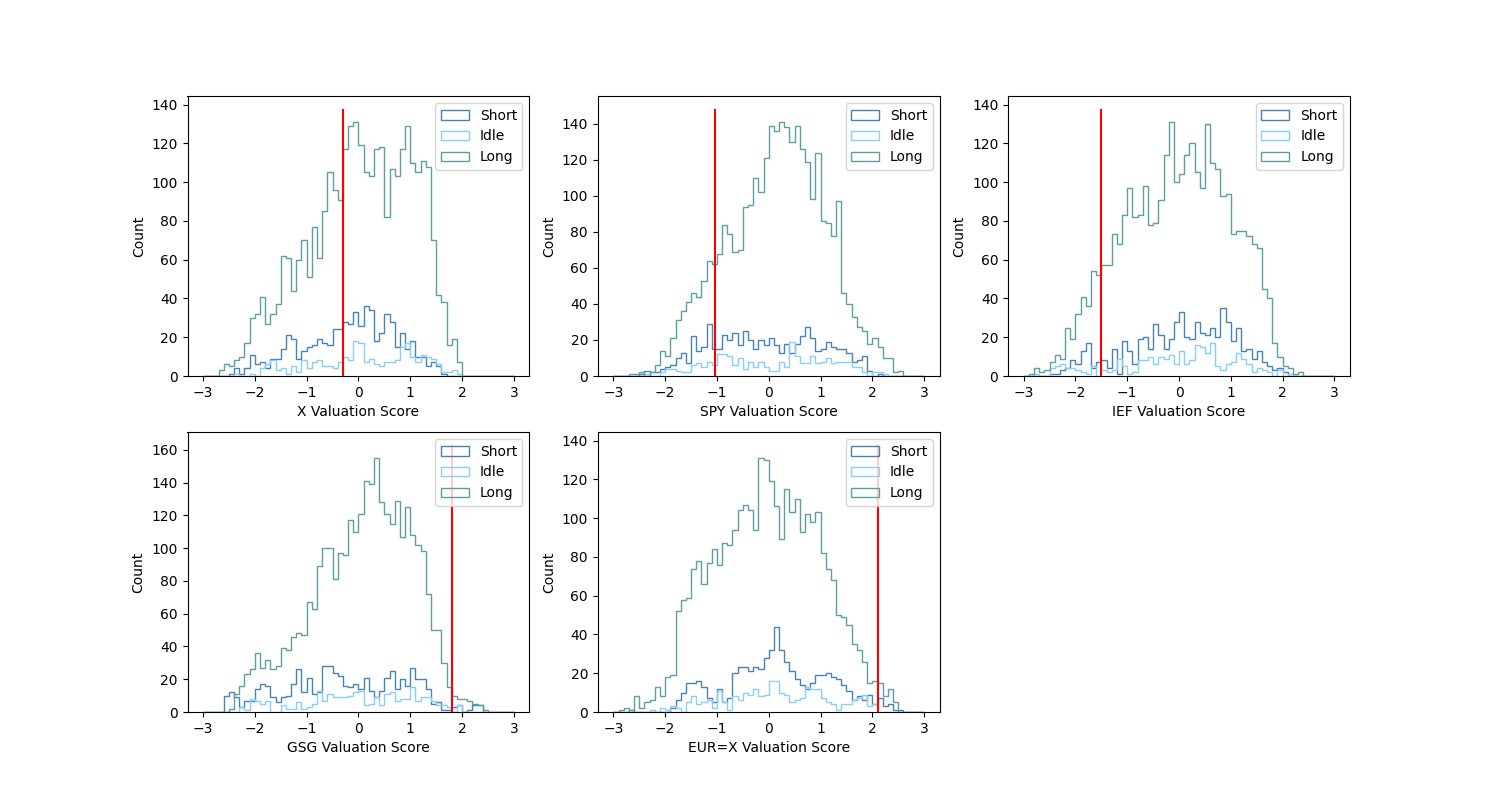 140
120
100
80
60
40
20
0
Count
−3 −2 −1 0 1 2 3
X Valuation Score
Short
Idle
Long
140
120
100
80
60
40
20
0
Count
−3 −2 −1 0 1 2 3
SPY Valuation Score
Short
Idle
Long
140
120
100
80
60
40
20
0
Count
−3 −2 −1 0 1 2 3
IEF Valuation Score
Short
Idle
Long
160
140
120
100
80
60
40
20
0
Count
−3 −2 −1 0 1 2 3
GSG Valuation Score
Short
Idle
Long
140
120
100
80
60
40
20
0
Count
−3 −2 −1 0 1 2 3
EUR=X Valuation Score
Short
Idle
Long